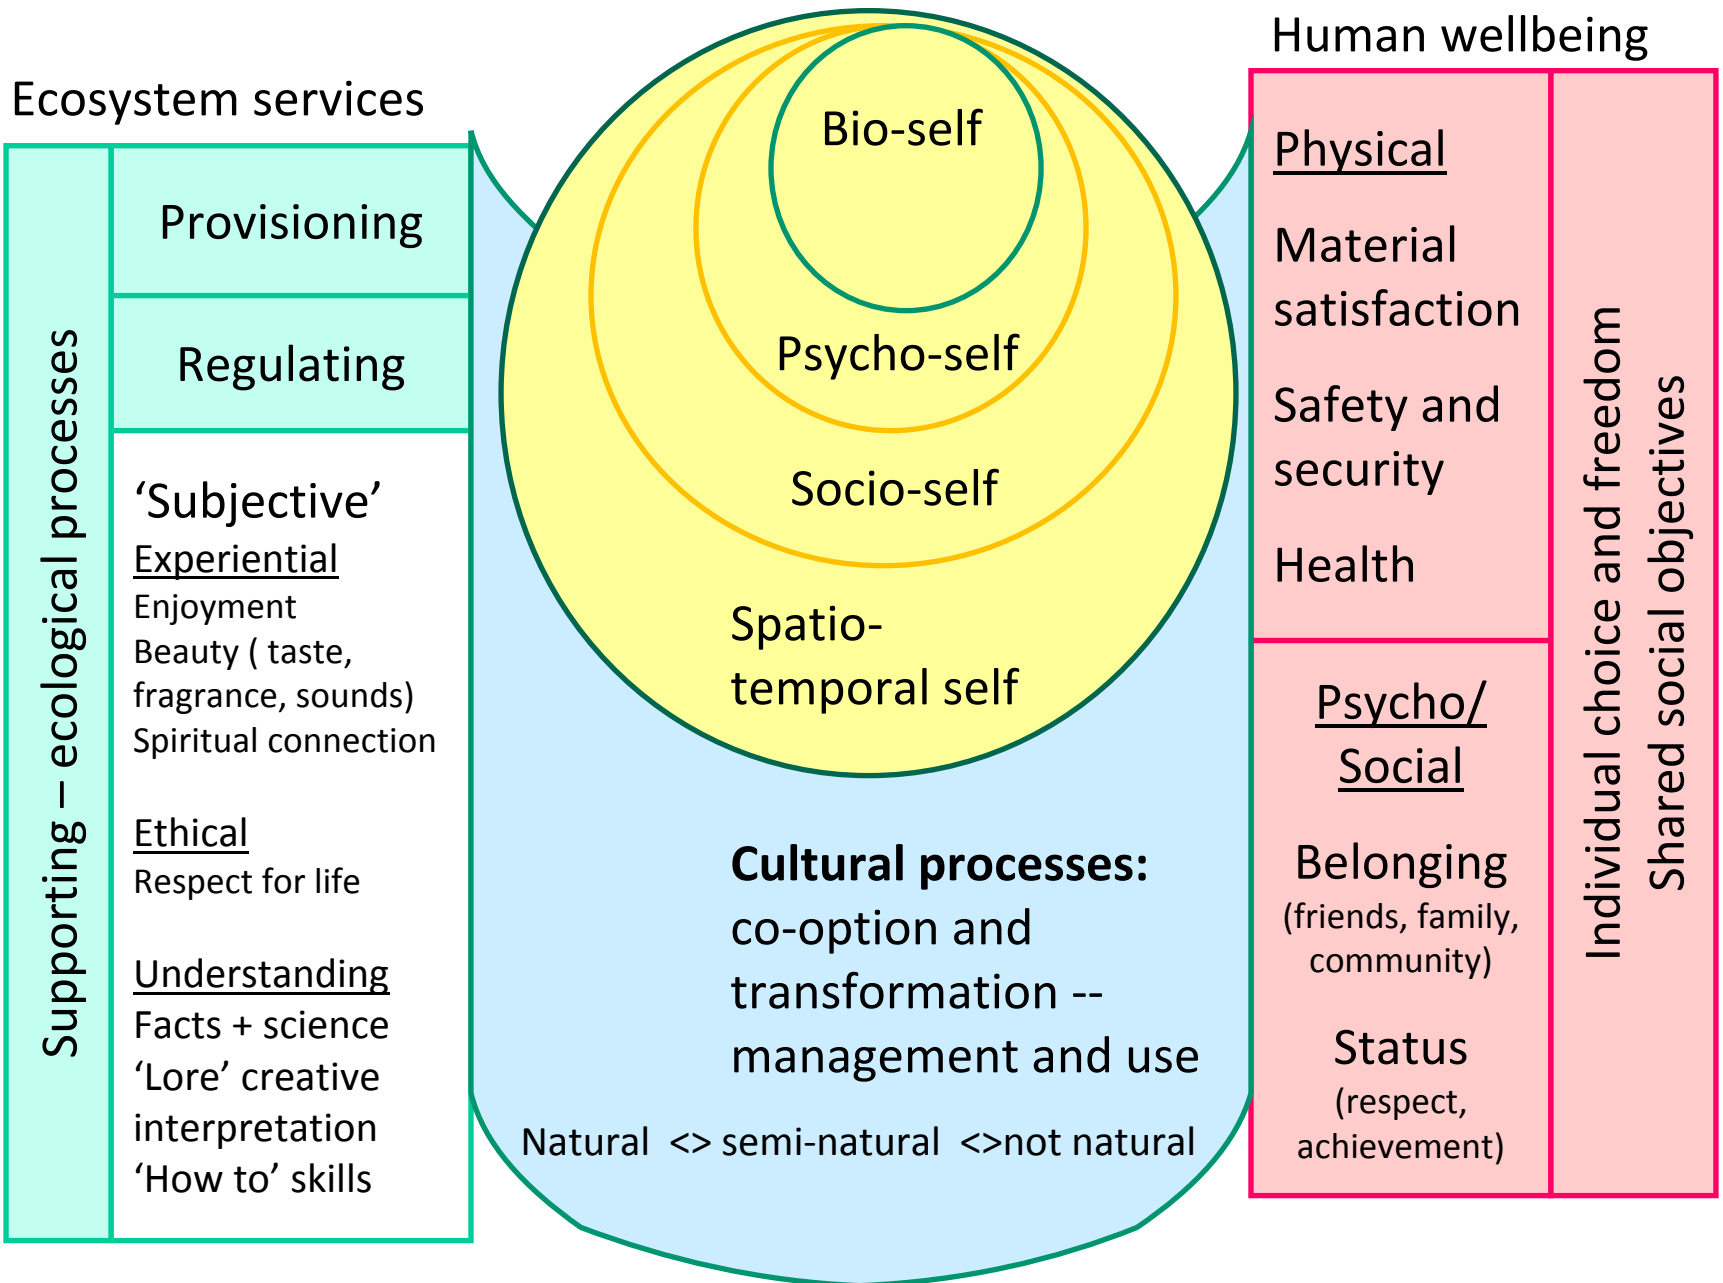 Ecosystem services
Supporting – ecological processes
Provisioning
Regulating
‘Subjective’
Experiential
Enjoyment
Beauty ( taste,
fragrance, sounds)
Spiritual connection
Ethical
Respect for life
Understanding
Facts + science
‘Lore’ creative
interpretation
‘How to’ skills
Bio-self
Psycho-self
Socio-self
Spatio-
temporal self
Cultural processes:
co-option and
transformation --
management and use
Natural <> semi-natural <>not natural
Human wellbeing
Physical
Material
satisfaction
Safety and
security
Health
Psycho/
Social
Belonging
(friends, family,
community)
Status
(respect,
achievement)
Individual choice and freedom
Shared social objectives